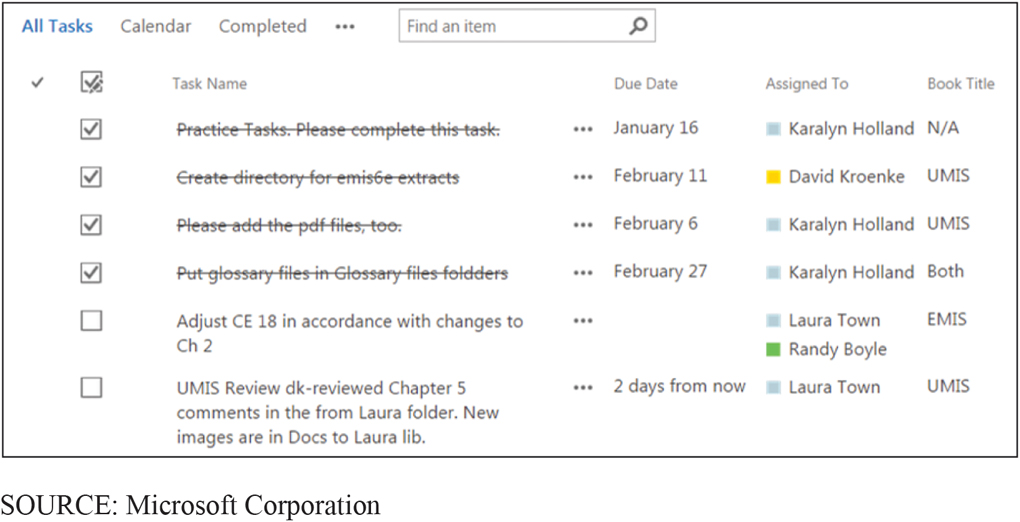 All Tasks Calendar Completed ••• Find an item
✓ Task Name Due Date Assigned To Book Title
Practice Tasks. Please complete this task. ••• January 16 Karalyn Holland N/A
Create directory for emis6e extracts ••• February 11 David Kroenke UMIS
Please add the pdf files, too. ••• February 6 Karalyn Holland UMIS
Put glossary files in Glossary files foldders ••• February 27 Karalyn Holland Both
Adjust CE 18 in accordance with changes to ••• Laura Town EMIS
Ch 2 Randy Boyle
UMIS Review dk-reviewed Chapter 5 ••• 2 days from now Laura Town UMIS
comments in the from Laura folder. New
images are in Docs to Laura lib.
SOURCE: Microsoft Corporation